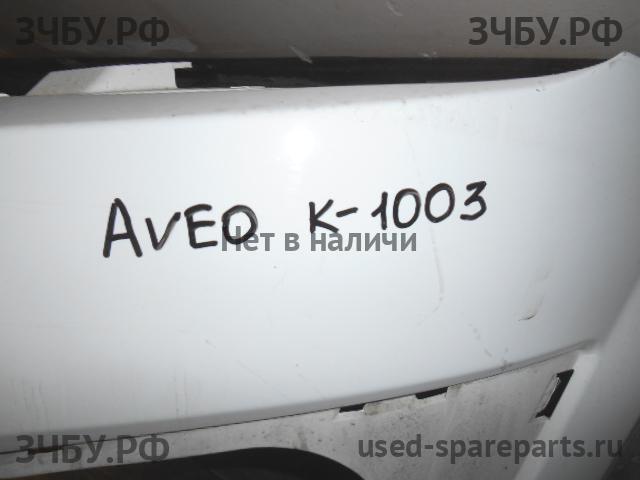 ЗЧБУ.РФ ЗЧБУ.РФ
AVEO K-1003
Нет в наличи
ЗЧБУ.РФ used-spareparts.ru